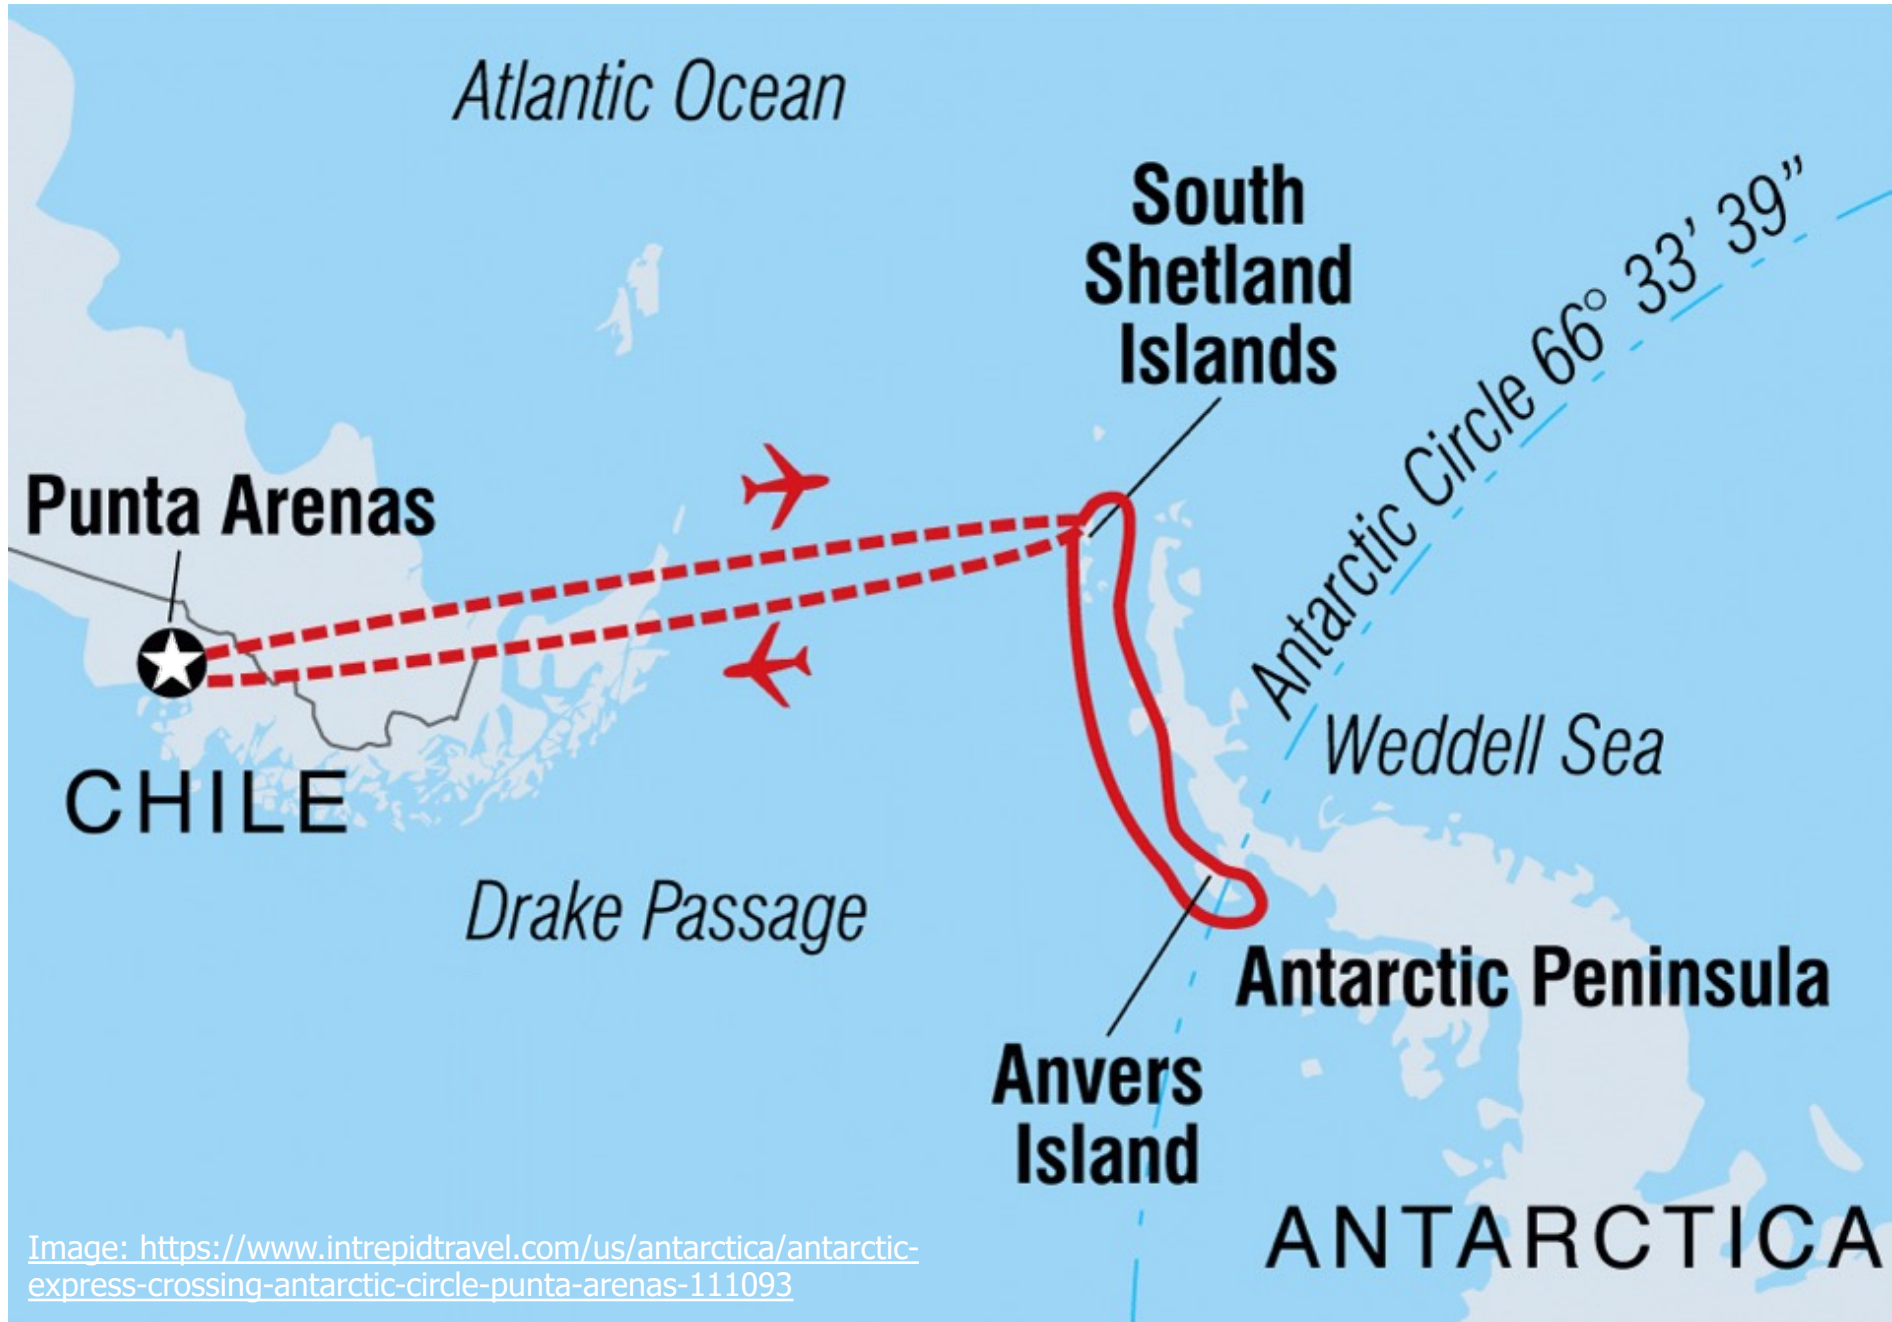 Atlantic Ocean
South
Shetland
Islands
Antarctic Circle 66° 33’ 39”
Punta Arenas
Weddell Sea
CHILE
Drake Passage
Antarctic Peninsula
Anvers
Island
ANTARCTICA
Image: https://www.intrepidtravel.com/us/antarctica/antarctic-
express-crossing-antarctic-circle-punta-arenas-111093